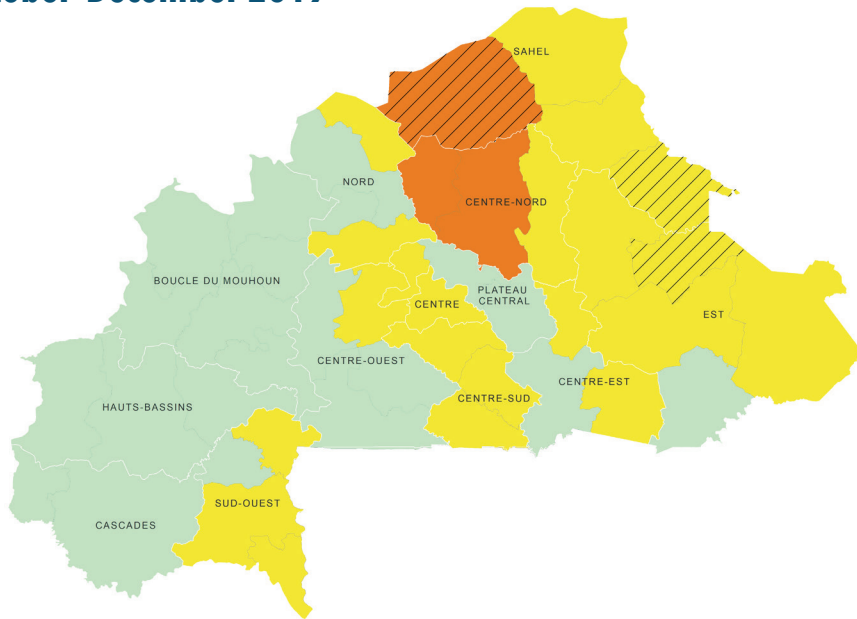 SAHEL
NORD
CENTRE-NORD
BOUCLE DU MOUHOUN
PLATEAU
CENTRAL
CENTRE
EST
CENTRE-OUEST
CENTRE-EST
CENTRE-SUD
HAUTS-BASSINS
SUD-OUEST
CASCADES